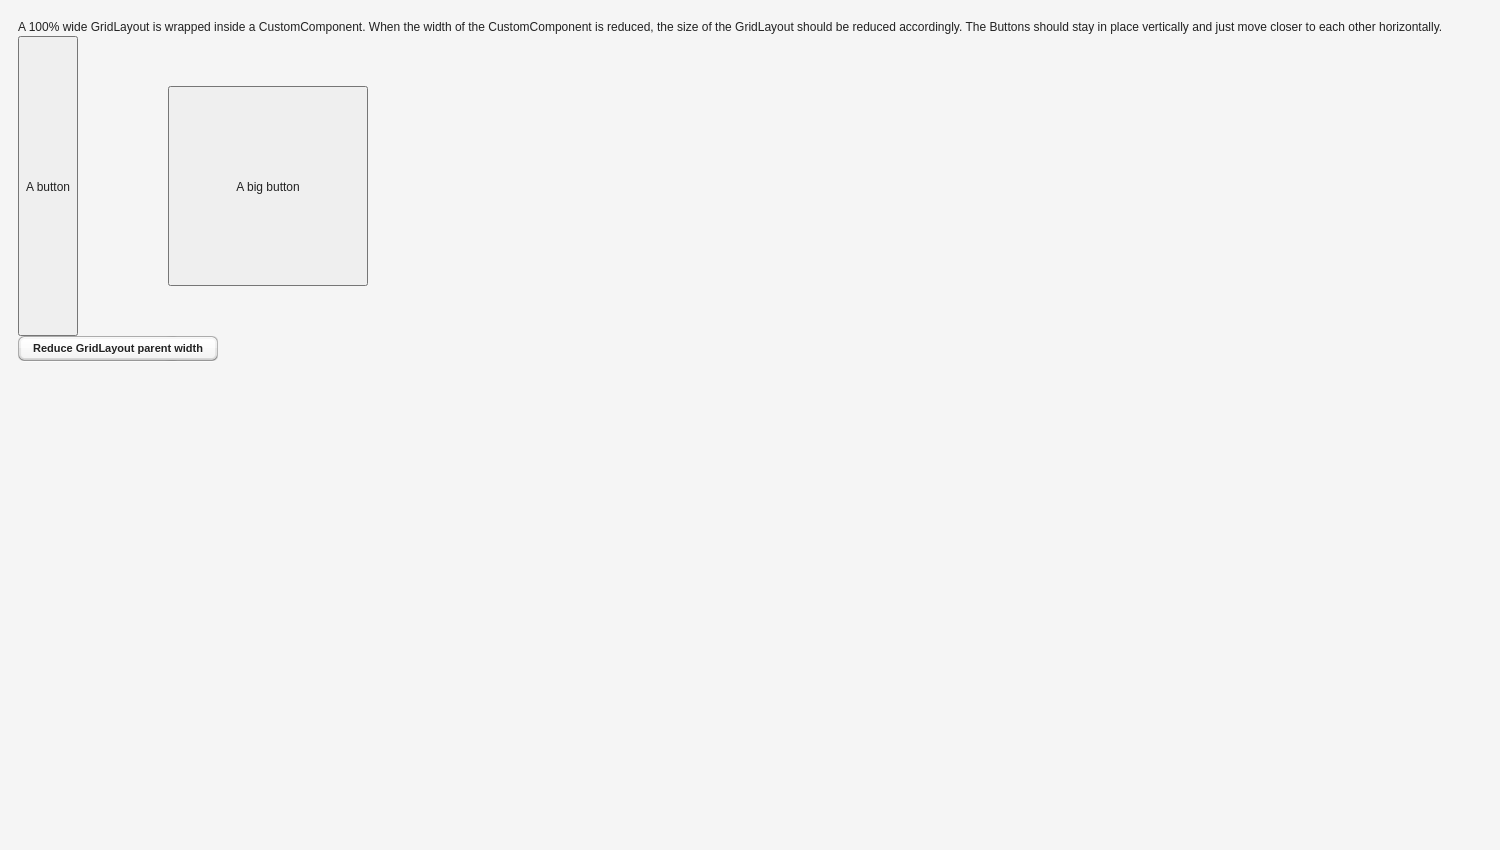 A 100% wide GridLayout is wrapped inside a CustomComponent. When the width of the CustomComponent is reduced, the size of the GridLayout should be reduced accordingly. The Buttons should stay in place vertically and just move closer to each other horizontally.
A button
A big button
Reduce GridLayout parent width